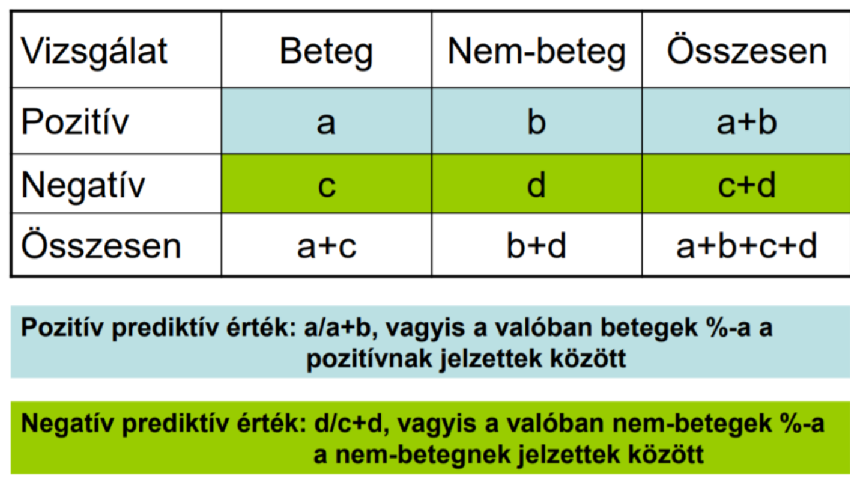 Vizsgálat Beteg Nem-beteg Összesen
Pozitív a b a+b
Negatív c d c+d
Összesen a+c b+d a+b+c+d
Pozitív prediktív érték: a/a+b, vagyis a valóban betegek %-a a
pozitívnak jelzettek között
Negatív prediktív érték: d/c+d, vagyis a valóban nem-betegek %-a
a nem-betegnek jelzettek között